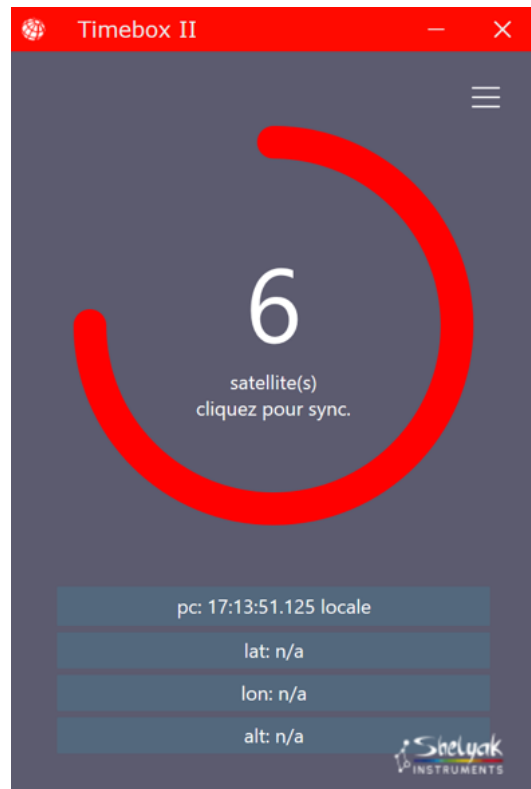 Timebox II
6
satellite(s)
cliquez pour sync.
pc: 17:13:51.125 locale
lat: n/a
lon: n/a
alt: n/a
Shelyak
INSTRUMENTS